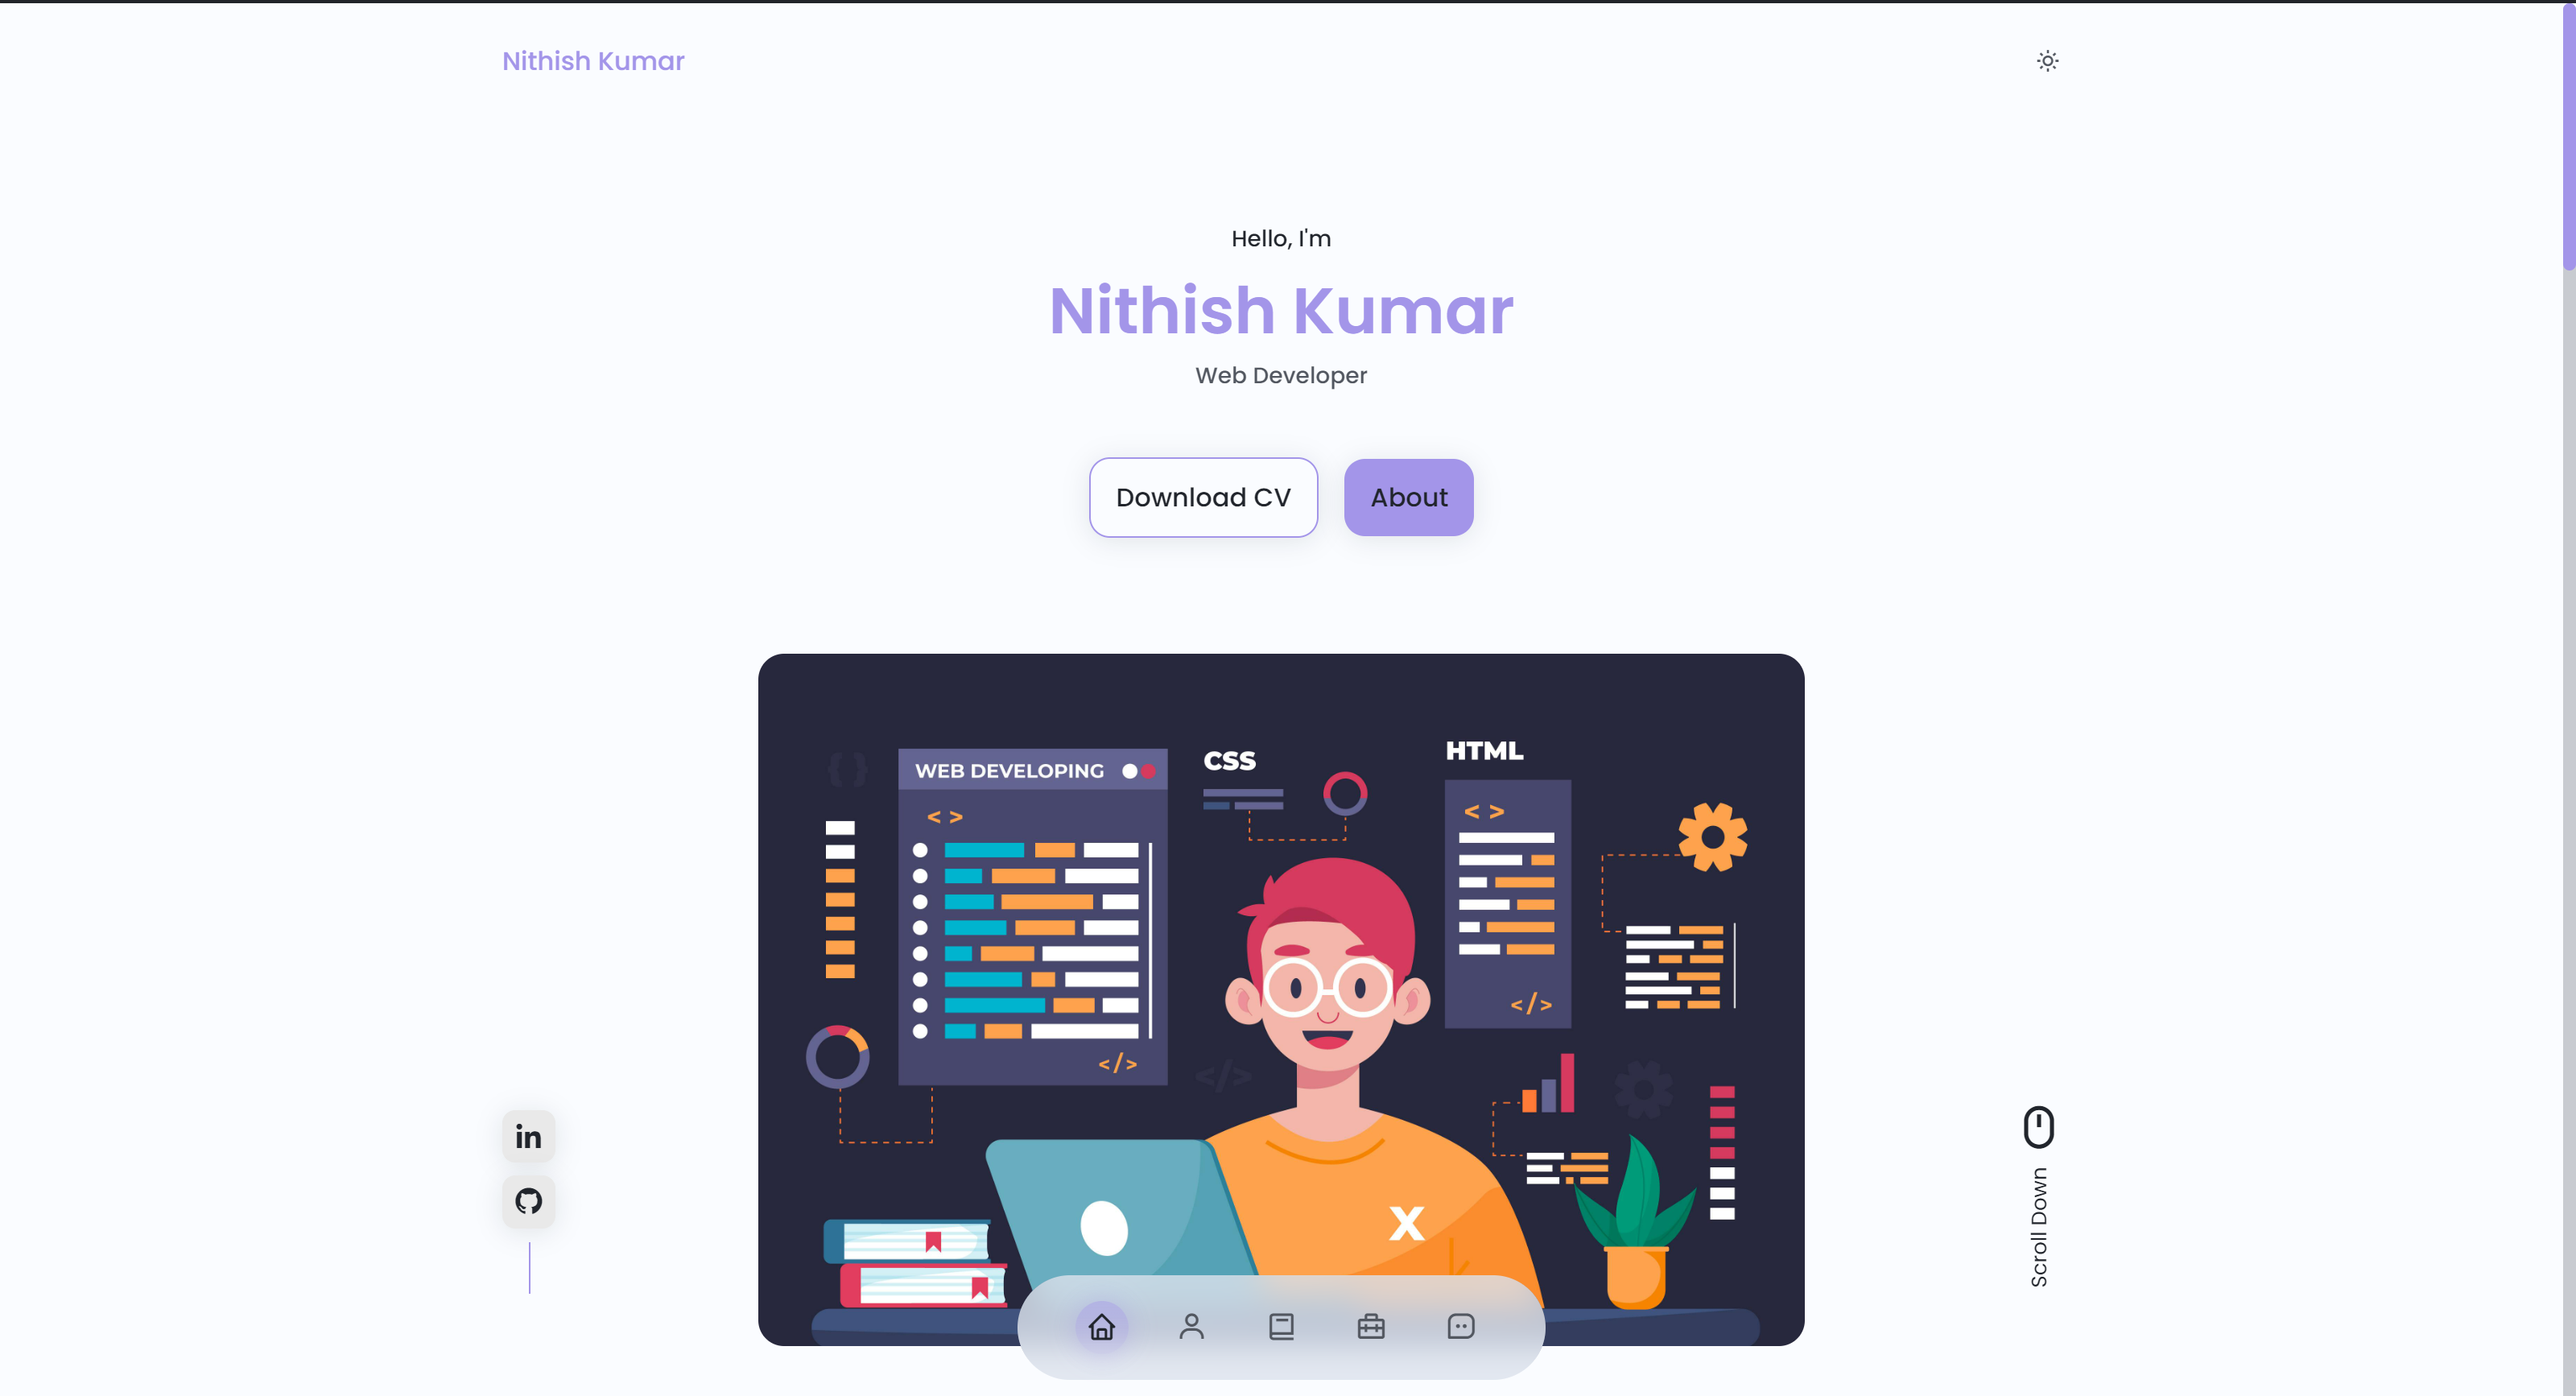 Nithish Kumar
Hello, I'm
Nithish Kumar
Web Developer
Download CV
About
WEB DEVELOPING
< >
</>
CSS
HTML
< >
</>
{ }
</>
X
in
Scroll Down